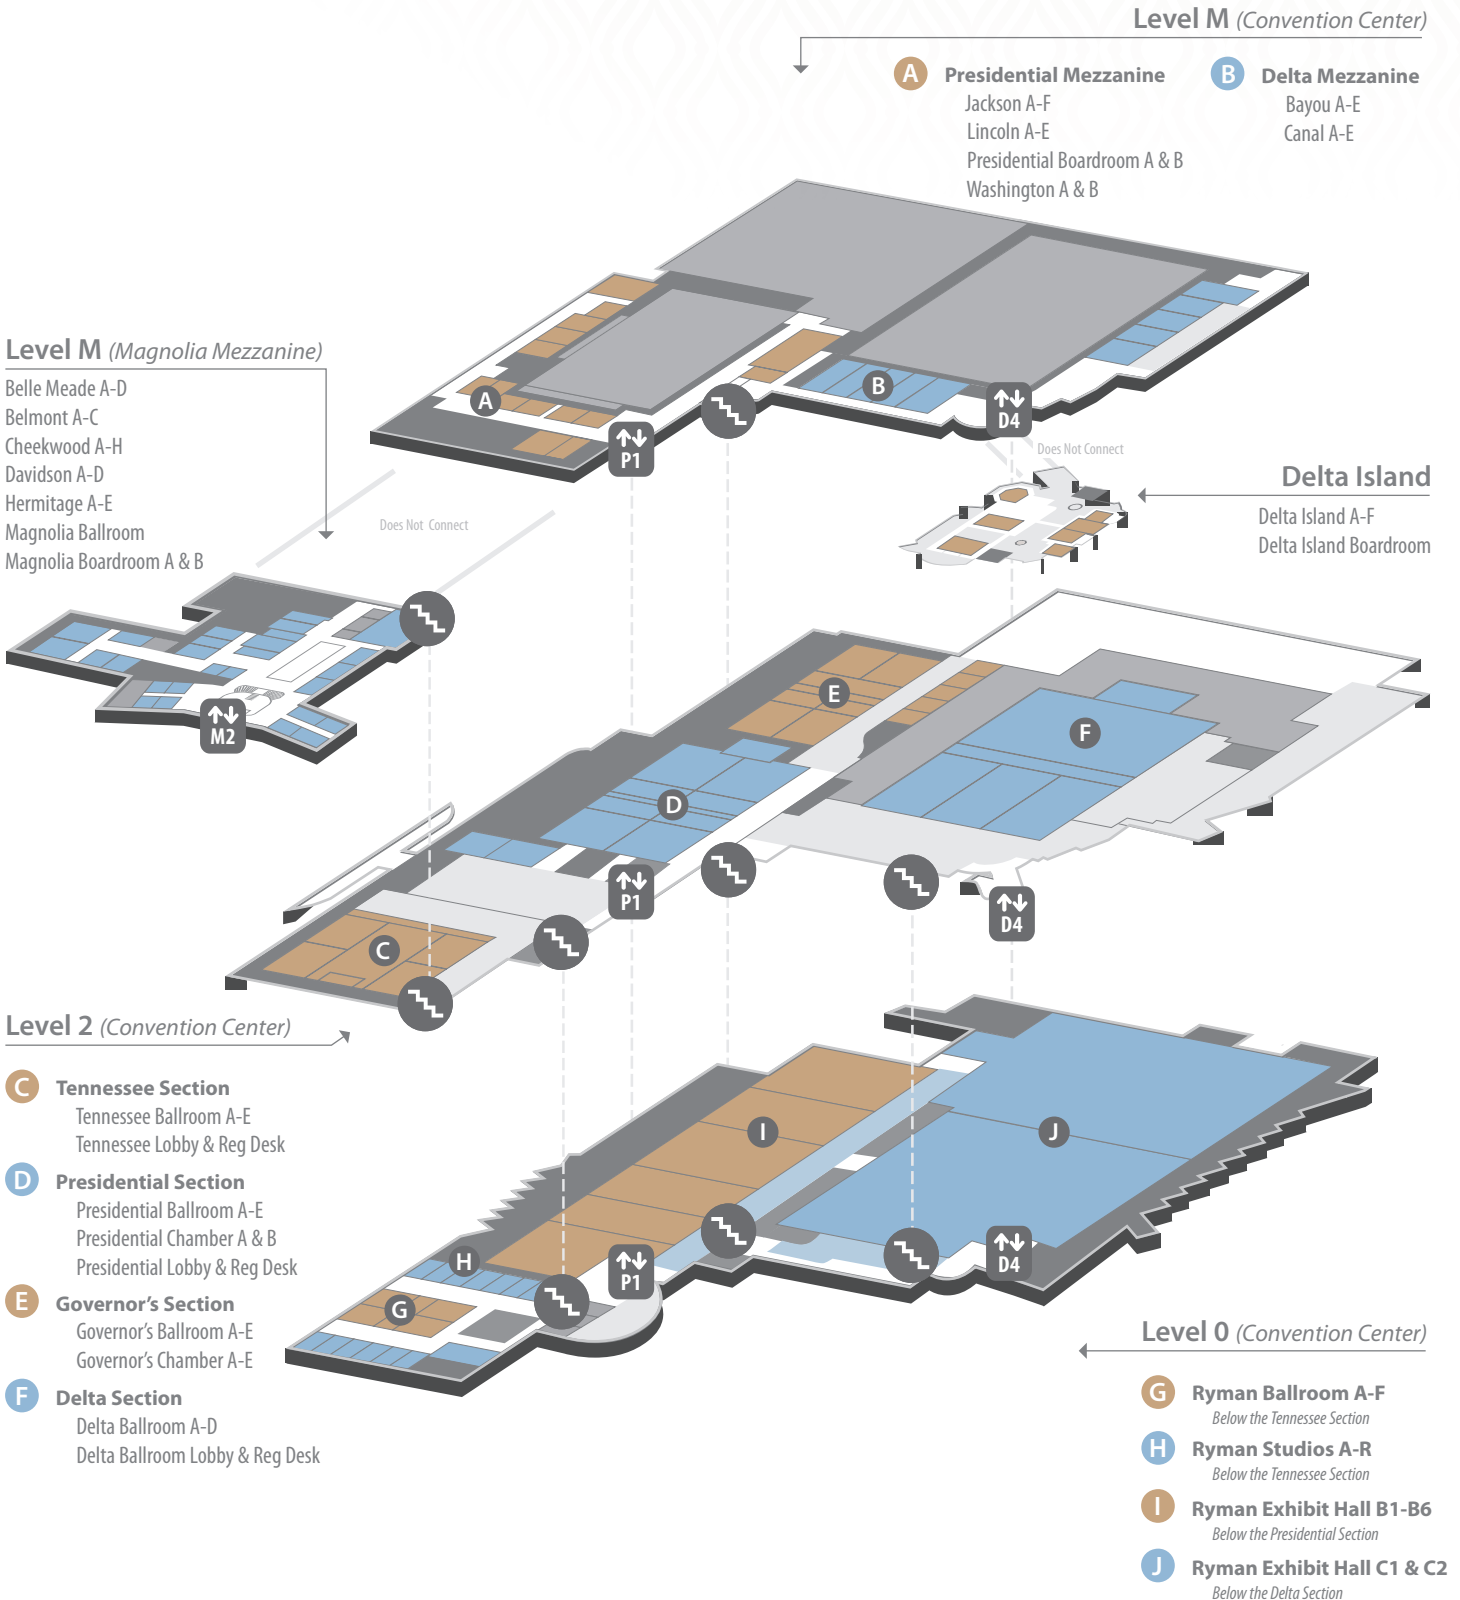 Level M (Convention Center)
A Presidential Mezzanine
Jackson A-F
Lincoln A-E
Presidential Boardroom A & B
Washington A & B
B Delta Mezzanine
Bayou A-E
Canal A-E
Level M (Magnolia Mezzanine)
Belle Meade A-D
Belmont A-C
Cheekwood A-H
Davidson A-D
Hermitage A-E
Magnolia Ballroom
Magnolia Boardroom A & B
A
B
P1
D4
Does Not Connect
Does Not Connect
Delta Island
Delta Island A-F
Delta Island Boardroom
M2
E
F
D
P1
D4
C
Level 2 (Convention Center)
C Tennessee Section
Tennessee Ballroom A-E
Tennessee Lobby & Reg Desk
D Presidential Section
Presidential Ballroom A-E
Presidential Chamber A & B
Presidential Lobby & Reg Desk
E Governor's Section
Governor's Ballroom A-E
Governor's Chamber A-E
F Delta Section
Delta Ballroom A-D
Delta Ballroom Lobby & Reg Desk
I
J
H
P1
D4
G
Level 0 (Convention Center)
G Ryman Ballroom A-F
Below the Tennessee Section
H Ryman Studios A-R
Below the Tennessee Section
I Ryman Exhibit Hall B1-B6
Below the Presidential Section
J Ryman Exhibit Hall C1 & C2
Below the Delta Section